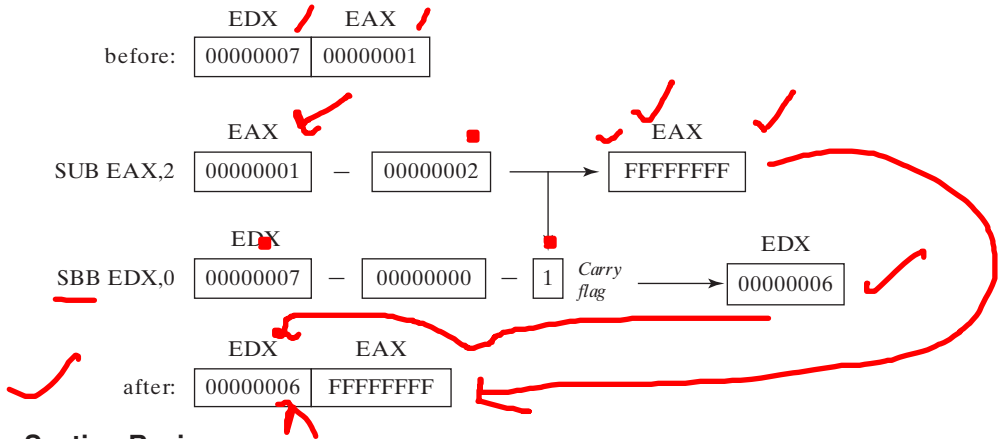 EDX EAX
before: 00000007 00000001
EAX EAX
SUB EAX,2 00000001 – 00000002 FFFFFFFF
EDX EDX
SBB EDX,0 00000007 – 00000000 – 1 Carry flag 00000006
EDX EAX
after: 00000006 FFFFFFFF